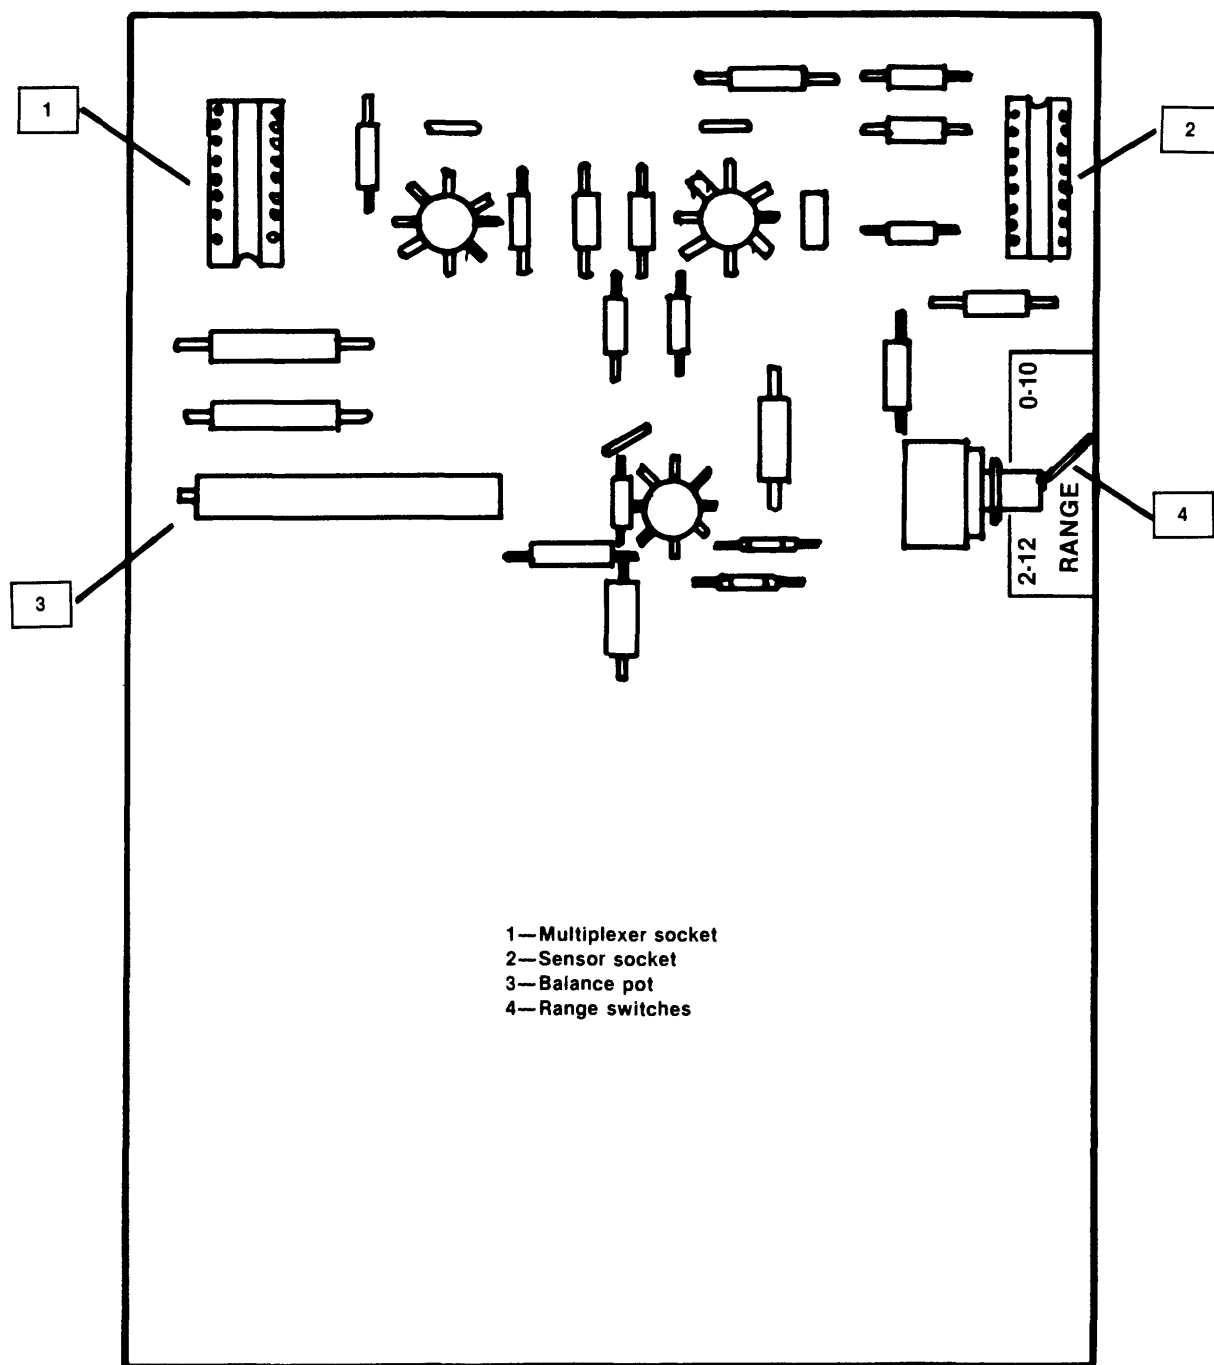 1
2
0-10
RANGE
2-12
4
3
1—Multiplexer socket
2—Sensor socket
3—Balance pot
4—Range switches